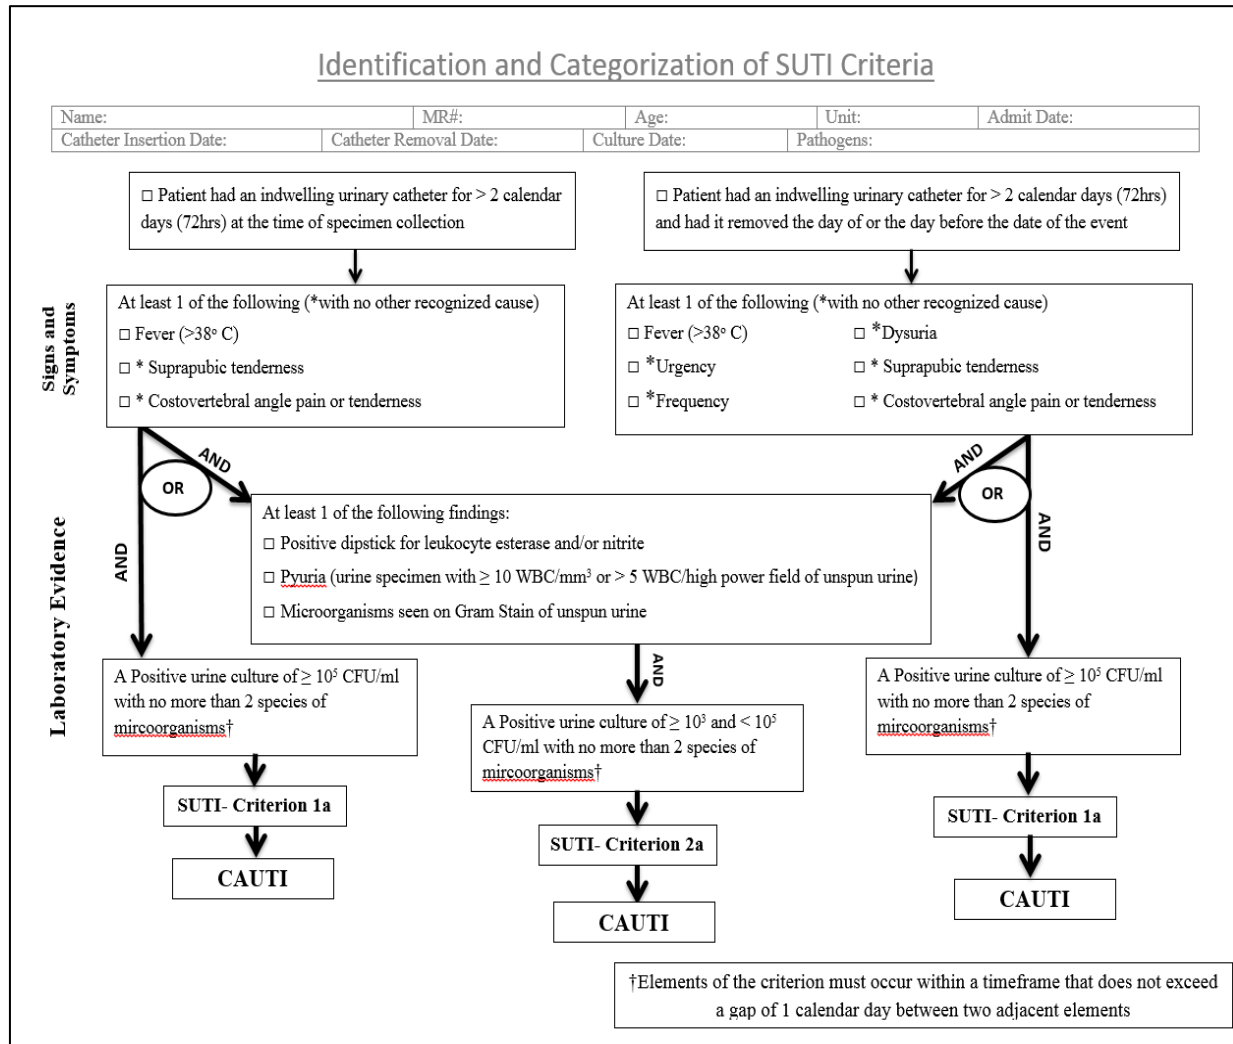 Identification and Categorization of SUTI Criteria
Name: MR#: Age: Unit: Admit Date:
Catheter Insertion Date: Catheter Removal Date: Culture Date: Pathogens:
□ Patient had an indwelling urinary catheter for > 2 calendar
days (72hrs) at the time of specimen collection
□ Patient had an indwelling urinary catheter for > 2 calendar days (72hrs)
and had it removed the day of or the day before the date of the event
Signs and
Symptoms
At least 1 of the following (*with no other recognized cause)
□ Fever (>38° C)
□ * Suprapubic tenderness
□ * Costovertebral angle pain or tenderness
At least 1 of the following (*with no other recognized cause)
□ Fever (>38° C) □ *Dysuria
□ *Urgency □ * Suprapubic tenderness
□ *Frequency □ * Costovertebral angle pain or tenderness
AND
OR
AND
AND
OR
AND
Laboratory Evidence
At least 1 of the following findings:
□ Positive dipstick for leukocyte esterase and/or nitrite
□ Pyuria (urine specimen with ≥ 10 WBC/mm³ or > 5 WBC/high power field of unspun urine)
□ Microorganisms seen on Gram Stain of unspun urine
AND
A Positive urine culture of ≥ 10⁵ CFU/ml
with no more than 2 species of
mircoorganisms†
SUTI- Criterion 1a
CAUTI
A Positive urine culture of ≥ 10³ and < 10⁵
CFU/ml with no more than 2 species of
mircoorganisms†
SUTI- Criterion 2a
CAUTI
A Positive urine culture of ≥ 10⁵ CFU/ml
with no more than 2 species of
mircoorganisms†
SUTI- Criterion 1a
CAUTI
†Elements of the criterion must occur within a timeframe that does not exceed
a gap of 1 calendar day between two adjacent elements